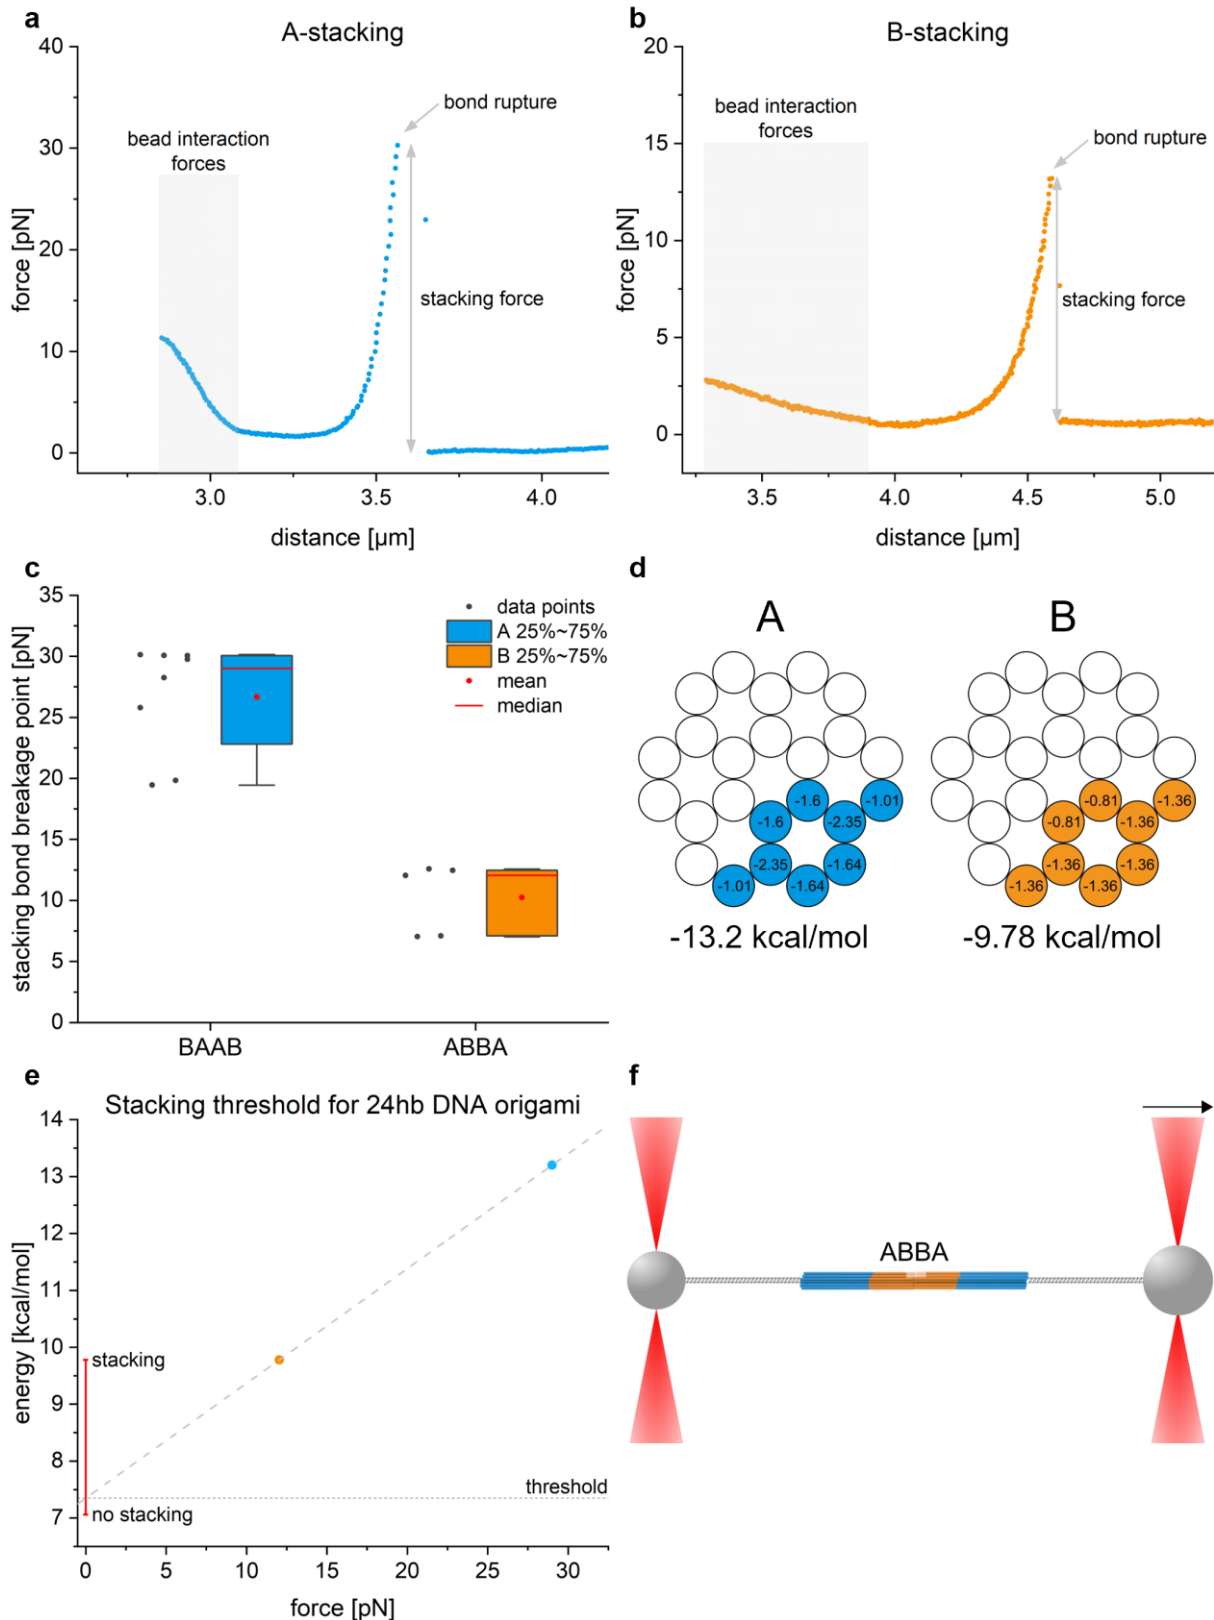 a
A-stacking
40
30
20
10
0
force [pN]
bead interaction
forces
bond rupture
stacking force
3.0
3.5
4.0
distance [µm]
b
B-stacking
20
15
10
5
0
force [pN]
bead interaction
forces
bond rupture
stacking force
3.5
4.0
4.5
5.0
distance [µm]
c
35
30
25
20
15
10
5
0
stacking bond breakage point [pN]
data points
A 25%~75%
B 25%~75%
mean
median
BAAB
ABBA
d
A
-1.6
-1.01
-1.6
-2.35
-2.35
-1.64
-1.01
-1.64
-13.2 kcal/mol
B
-0.81
-1.36
-0.81
-1.36
-1.36
-1.36
-1.36
-1.36
-9.78 kcal/mol
e
Stacking threshold for 24hb DNA origami
14
13
12
11
10
9
8
7
energy [kcal/mol]
stacking
threshold
no stacking
0
5
10
15
20
25
30
force [pN]
f
ABBA